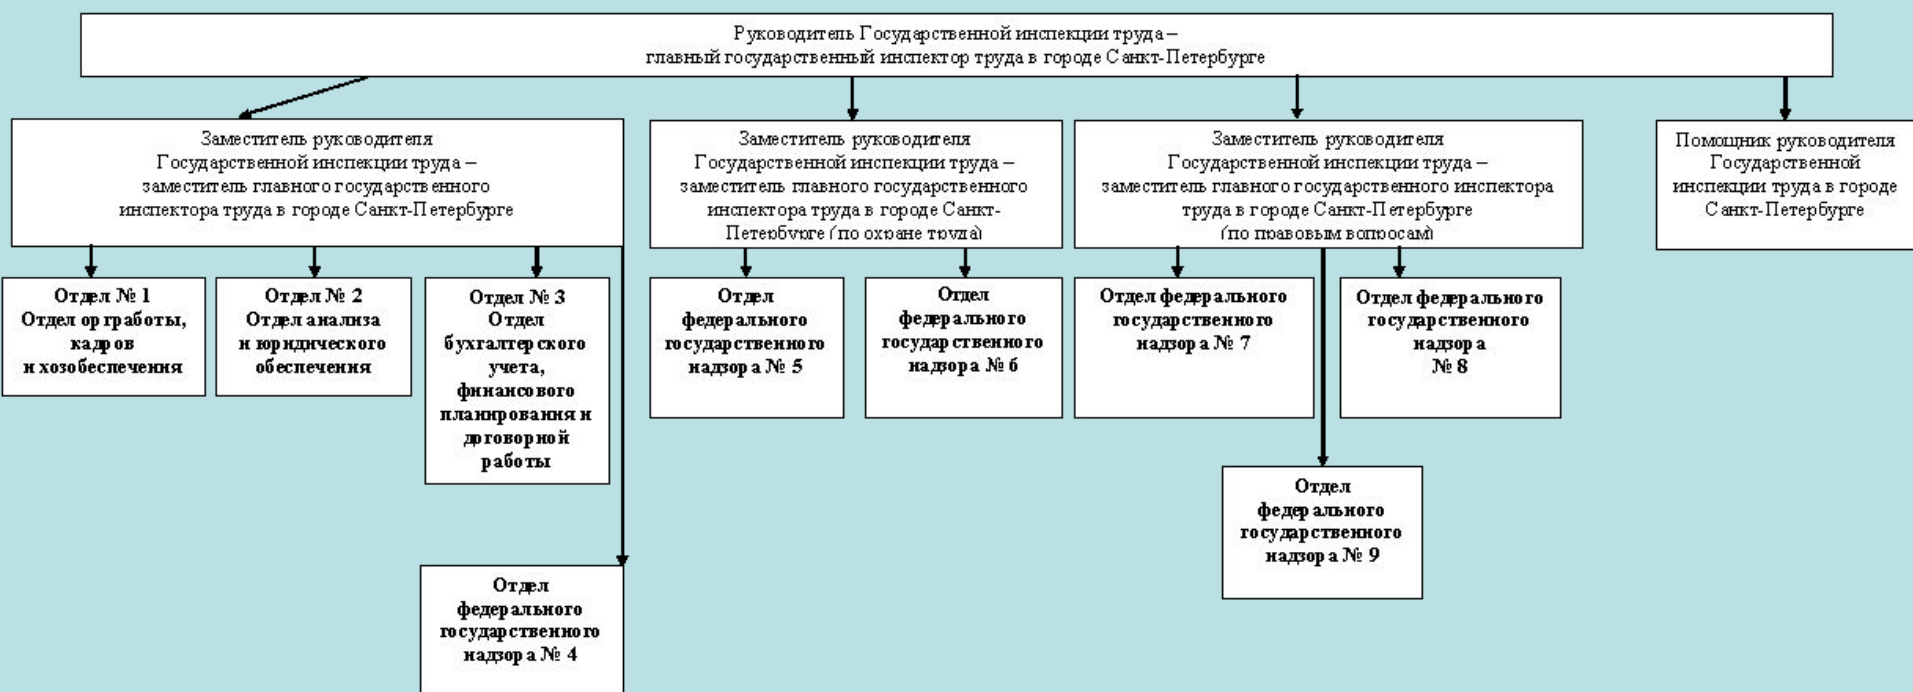 Руководитель Государственной инспекции труда –
главный государственный инспектор труда в городе Санкт-Петербурге
Заместитель руководителя
Государственной инспекции труда –
заместитель главного государственного
инспектора труда в городе Санкт-Петербурге
Заместитель руководителя
Государственной инспекции труда –
заместитель главного государственного
инспектора труда в городе Санкт-
Петербурге (по охране труда)
Заместитель руководителя
Государственной инспекции труда –
заместитель главного государственного инспектора
труда в городе Санкт-Петербурге
(по правовым вопросам)
Помощник руководителя
Государственной
инспекции труда в городе
Санкт-Петербурге
Отдел № 1
Отдел оргработы,
кадров
и хозобеспечения
Отдел № 2
Отдел анализа
и юридического
обеспечения
Отдел № 3
Отдел
бухгалтерского
учета,
финансового
планирования и
договорной
работы
Отдел
федерального
государственного
надзора № 5
Отдел
федерального
государственного
надзора № 6
Отдел федерального
государственного
надзора № 7
Отдел федерального
государственного
надзора
№ 8
Отдел
федерального
государственного
надзора № 9
Отдел
федерального
государственного
надзора № 4